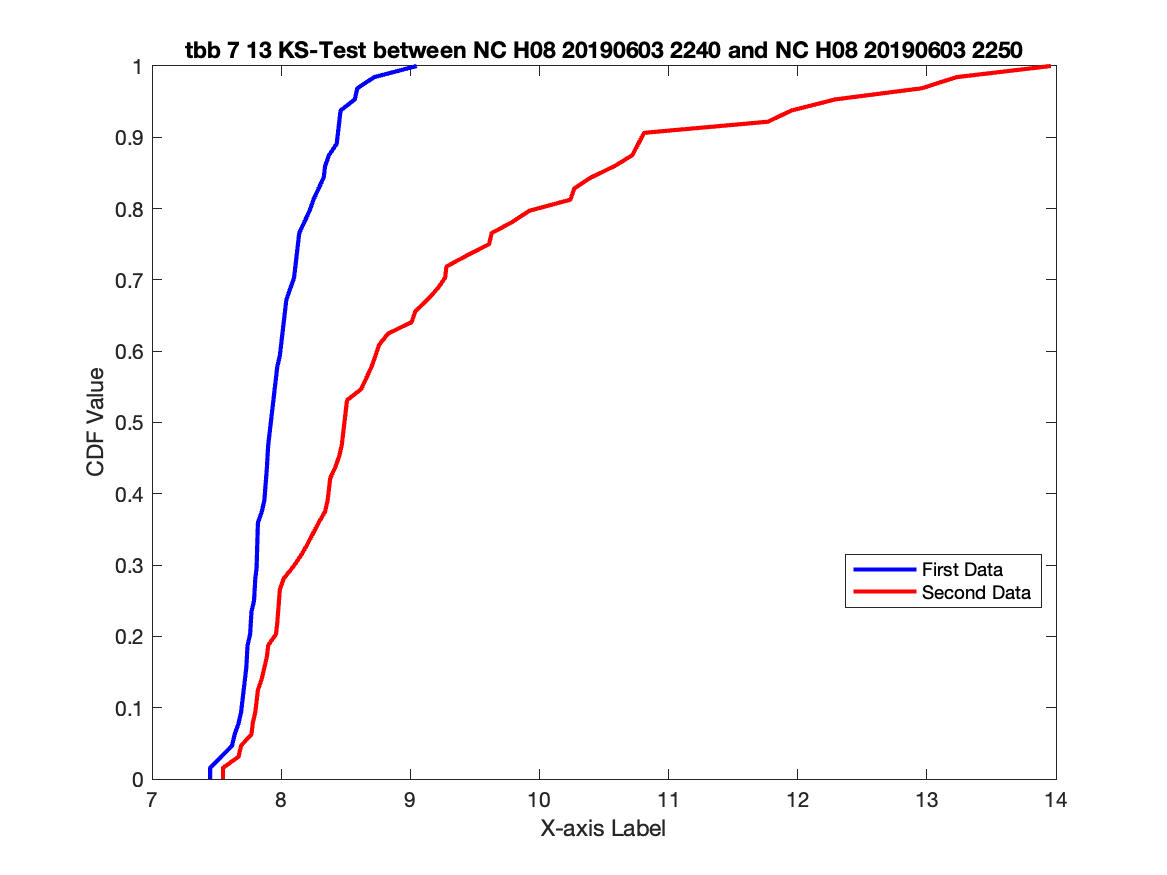 tbb 7 13 KS-Test between NC H08 20190603 2240 and NC H08 20190603 2250
1
0.9
0.8
0.7
0.6
0.5
0.4
0.3
0.2
0.1
0
CDF Value
First Data
Second Data
7 8 9 10 11 12 13 14
X-axis Label